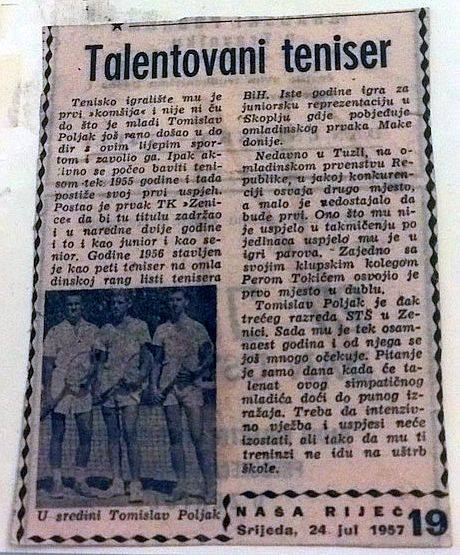 Talentovani teniser
Tenisko igralište mu je
prvi »komšija« i nije ni ču
do što je mladi Tomislav
Poljak još rano došao u do
dir s ovim lijepim spor-
tom i zavolio ga. Ipak ak-
tivno se počeo baviti teni-
som tek 1955 godine i tada
postiže svoj prvi uspjeh.
Postao je prvak TK »Zeni-
ce« da bi tu titulu zadržao
i u naredne dvije godine
i to i kao junior i kao se-
nior. Godine 1956 stavljen
je kao peti teniser na omla
dinskoj rang listi tenisera
U sredini Tomislav Poljak
BiH. Iste godine igra za
juniorsku reprezentaciju u
Skoplju gdje pobjeđuje
omladinskog prvaka Make
donije.
Nedavno u Tuzli, na o-
mladinskom prvenstvu Re-
publike, u jakoj konkuren-
ciji osvaja drugo mjesto,
a malo je nedostajalo da
bude prvi. Ono što mu ni-
je uspjelo u takmičenju po
jedinaca uspjelo mu je u
igri parova. - Zajedno sa
svojim klupskim kolegom
Perom Tokićem osvojio je
prvo mjesto u dublu.
Tomislav Poljak je đak
trećeg razreda STŠ u Ze-
nici. Sada mu je tek osam-
naest godina i od njega se
još mnogo očekuje. Pitanje
je samo dana kada će ta-
lenat ovog simpatičnog
mladića doći do punog iz-
ražaja. Treba da intenziv-
no vježba i uspjesi neće
izostati, ali tako da mu ti
treninzi ne idu na uštrb
škole.
NAŠA RIJEČ
Srijeda, 24 jul 1957
19